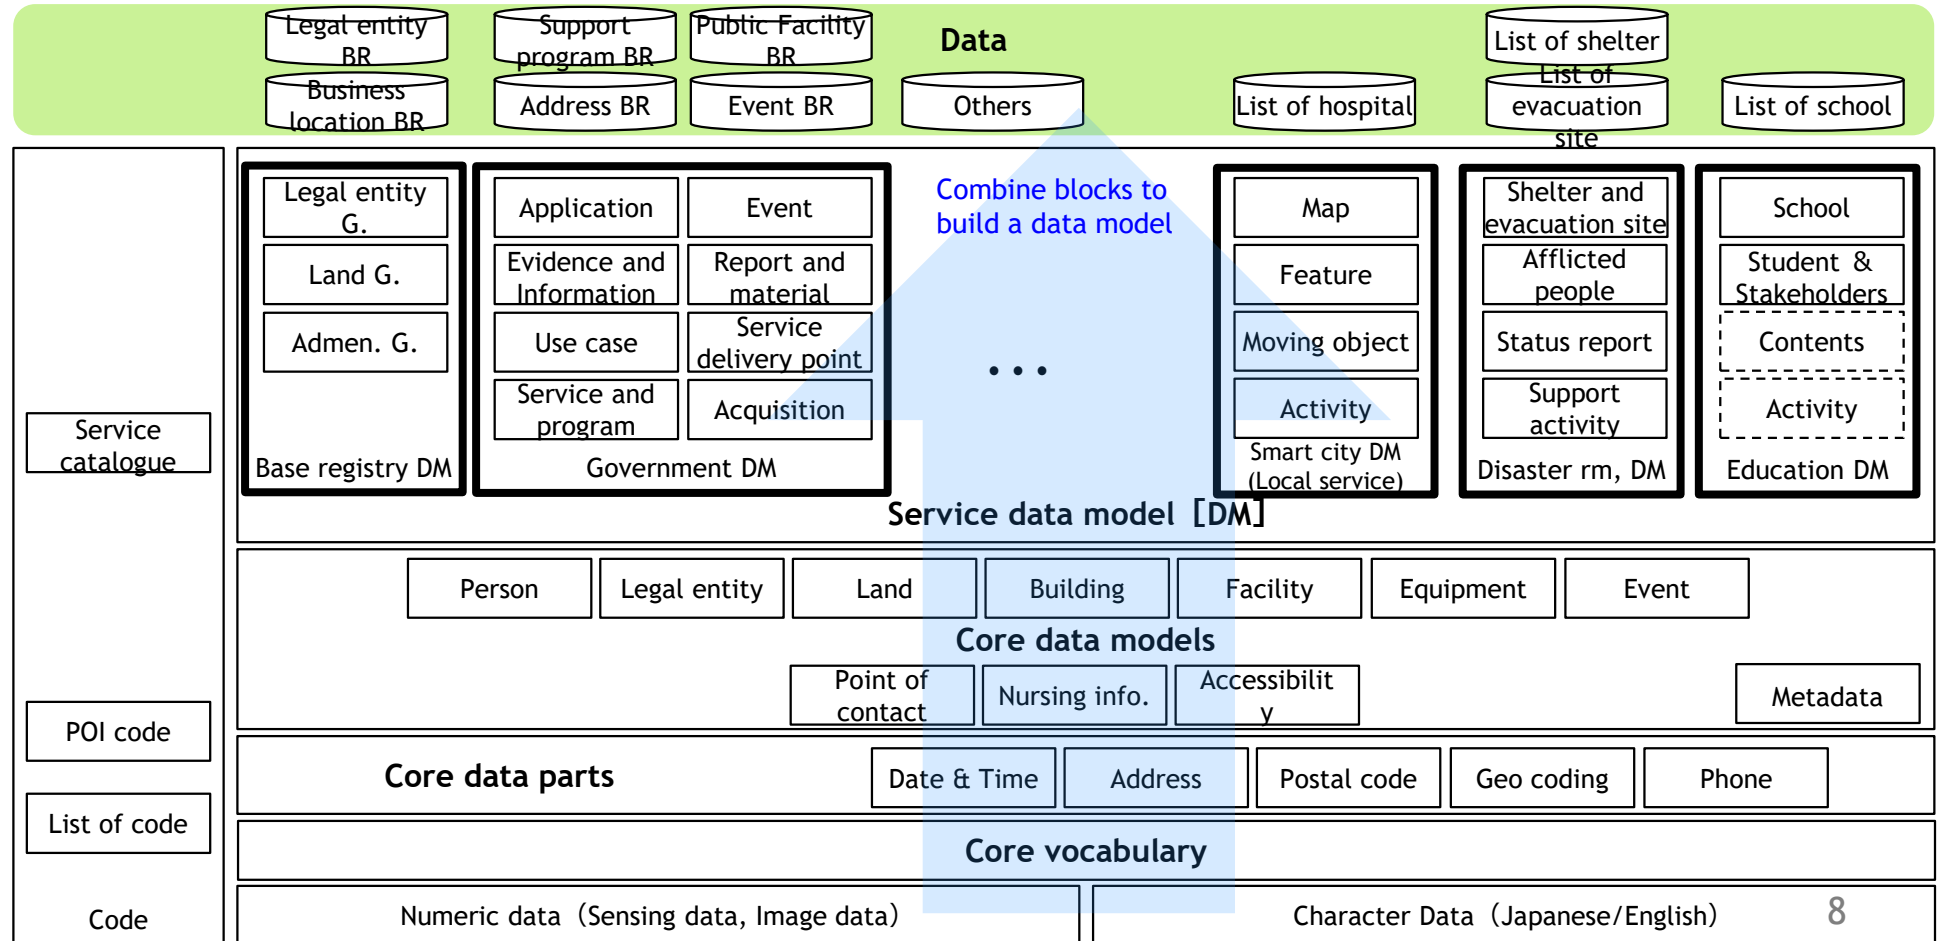 Legal entity
BR
Support
program BR
Public Facility
BR
Data
List of shelter
Business
location BR
Address BR
Event BR
Others
List of hospital
List of
evacuation
site
List of school
Legal entity
G.
Land G.
Admen. G.
Base registry DM
Application
Event
Evidence and
Information
Report and
material
Use case
Service
delivery point
Service and
program
Acquisition
Government DM
Combine blocks to
build a data model
...
Map
Feature
Moving object
Activity
Smart city DM
(Local service)
Shelter and
evacuation site
Afflicted
people
Status report
Support
activity
Disaster rm, DM
School
Student ＆
Stakeholders
Contents
Activity
Education DM
Service data model［DM］
Service
catalogue
POI code
List of code
Code
Person
Legal entity
Land
Building
Facility
Equipment
Event
Core data models
Point of
contact
Nursing info.
Accessibilit
y
Metadata
Core data parts
Date & Time
Address
Postal code
Geo coding
Phone
Core vocabulary
Numeric data（Sensing data, Image data）
Character Data（Japanese/English）
8